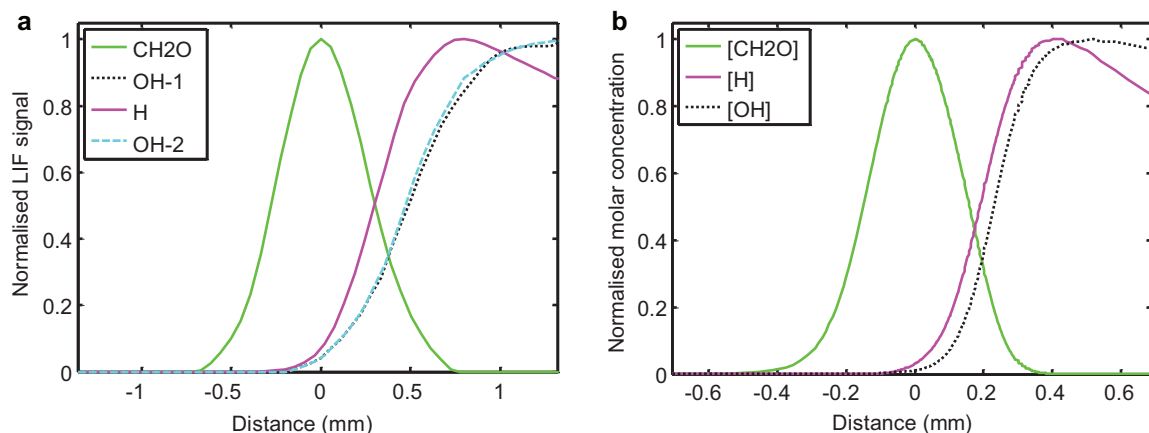 a
Normalised LIF signal
1
0.8
0.6
0.4
0.2
0
CH2O
OH-1
H
OH-2
-1
-0.5
0
0.5
1
Distance (mm)
b
Normalised molar concentration
1
0.8
0.6
0.4
0.2
0
[CH2O]
[H]
[OH]
-0.6
-0.4
-0.2
0
0.2
0.4
0.6
Distance (mm)